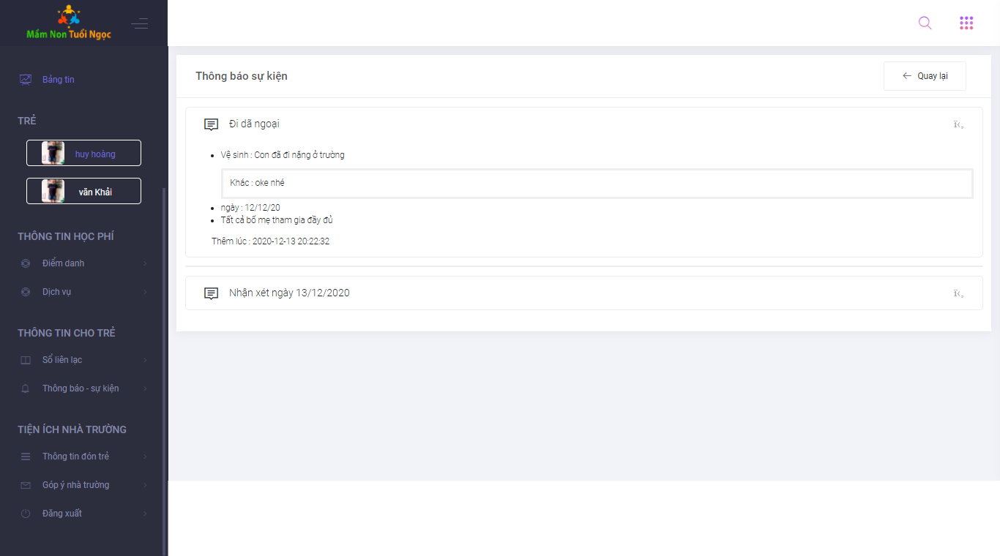 Mầm Non Tuổi Ngọc
Bảng tin
TRẺ
huy hoàng
văn Khải
THÔNG TIN HỌC PHÍ
Điểm danh
Dịch vụ
THÔNG TIN CHO TRẺ
Sổ liên lạc
Thông báo - sự kiện
TIỆN ÍCH NHÀ TRƯỜNG
Thông tin đón trẻ
Góp ý nhà trường
Đăng xuất
Thông báo sự kiện
Quay lại
Đi dã ngoại
Vệ sinh : Con đã đi nặng ở trường
Khác : oke nhé
ngày : 12/12/20
Tất cả bố mẹ tham gia đầy đủ
Thêm lúc : 2020-12-13 20:22:32
Nhận xét ngày 13/12/2020